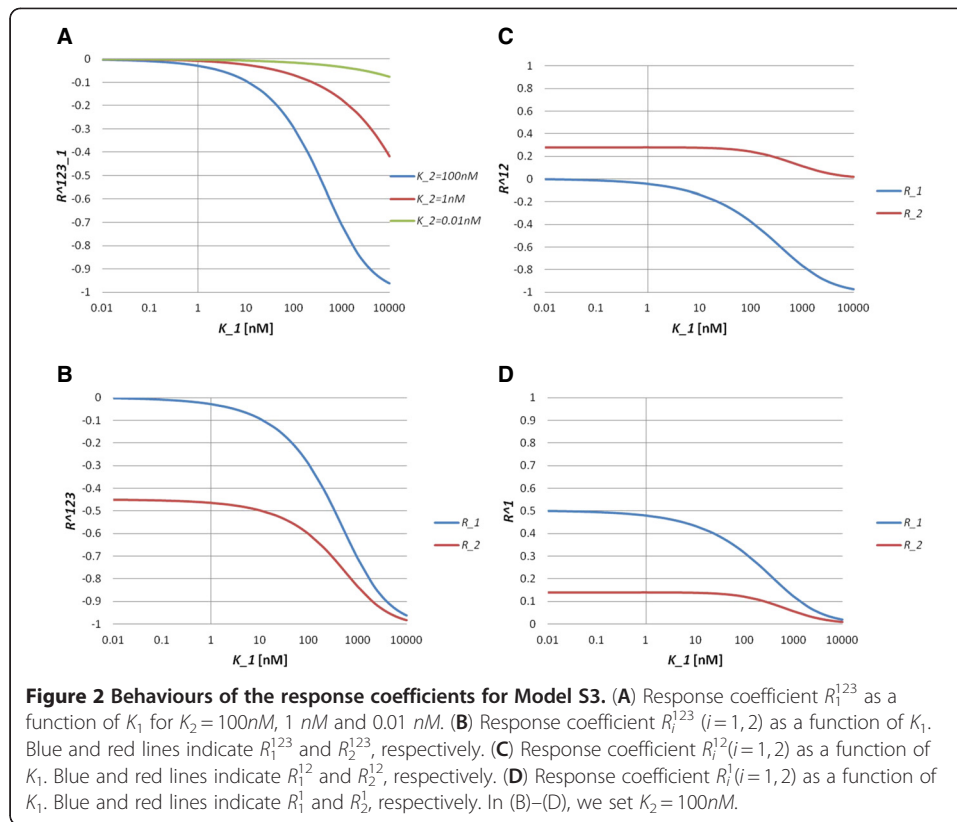 A
0
-0.1
-0.2
-0.3
-0.4
-0.5
-0.6
-0.7
-0.8
-0.9
-1
R^123_1
0.01 0.1 1 10 100 1000 10000
K_1 [nM]
K_2=100nM
K_2=1nM
K_2=0.01nM
C
1
0.8
0.6
0.4
0.2
0
-0.2
-0.4
-0.6
-0.8
-1
R^12
0.01 0.1 1 10 100 1000 10000
K_1 [nM]
R_1
R_2
B
0
-0.1
-0.2
-0.3
-0.4
-0.5
-0.6
-0.7
-0.8
-0.9
-1
R^123
0.01 0.1 1 10 100 1000 10000
K_1 [nM]
R_1
R_2
D
1
0.9
0.8
0.7
0.6
0.5
0.4
0.3
0.2
0.1
0
R^1
0.01 0.1 1 10 100 1000 10000
K_1 [nM]
R_1
R_2
Figure 2 Behaviours of the response coefficients for Model S3. (A) Response coefficient R₁¹²³ as a
function of K₁ for K₂ = 100nM, 1 nM and 0.01 nM. (B) Response coefficient Rᵢ¹²³ (i = 1, 2) as a function of K₁.
Blue and red lines indicate R₁¹²³ and R₂¹²³, respectively. (C) Response coefficient Rᵢ¹²(i = 1, 2) as a function of
K₁. Blue and red lines indicate R₁¹² and R₂¹², respectively. (D) Response coefficient Rᵢ¹(i = 1, 2) as a function of
K₁. Blue and red lines indicate R₁¹ and R₂¹, respectively. In (B)–(D), we set K₂ = 100nM.